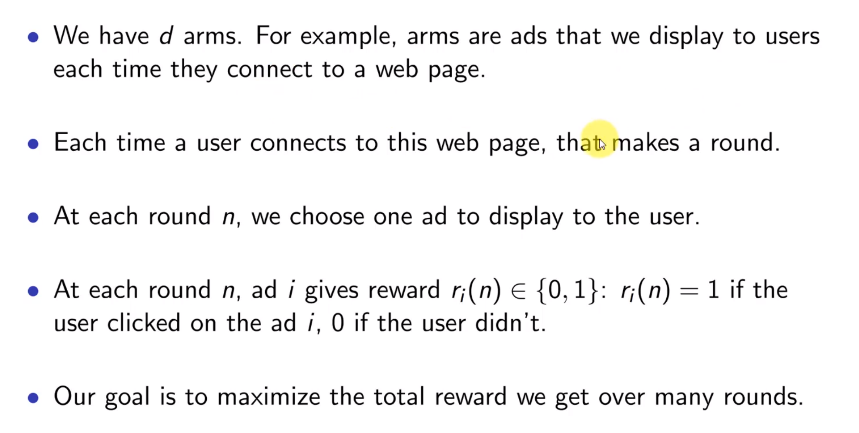 • We have d arms. For example, arms are ads that we display to users
each time they connect to a web page.
• Each time a user connects to this web page, that makes a round.
• At each round n, we choose one ad to display to the user.
• At each round n, ad i gives reward rᵢ(n) ∈ {0, 1}: rᵢ(n) = 1 if the
user clicked on the ad i, 0 if the user didn't.
• Our goal is to maximize the total reward we get over many rounds.